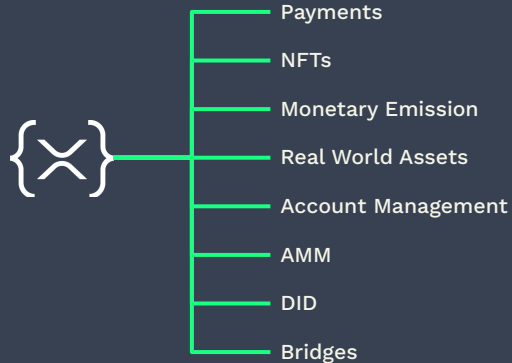 Payments
NFTs
Monetary Emission
Real World Assets
Account Management
AMM
DID
Bridges